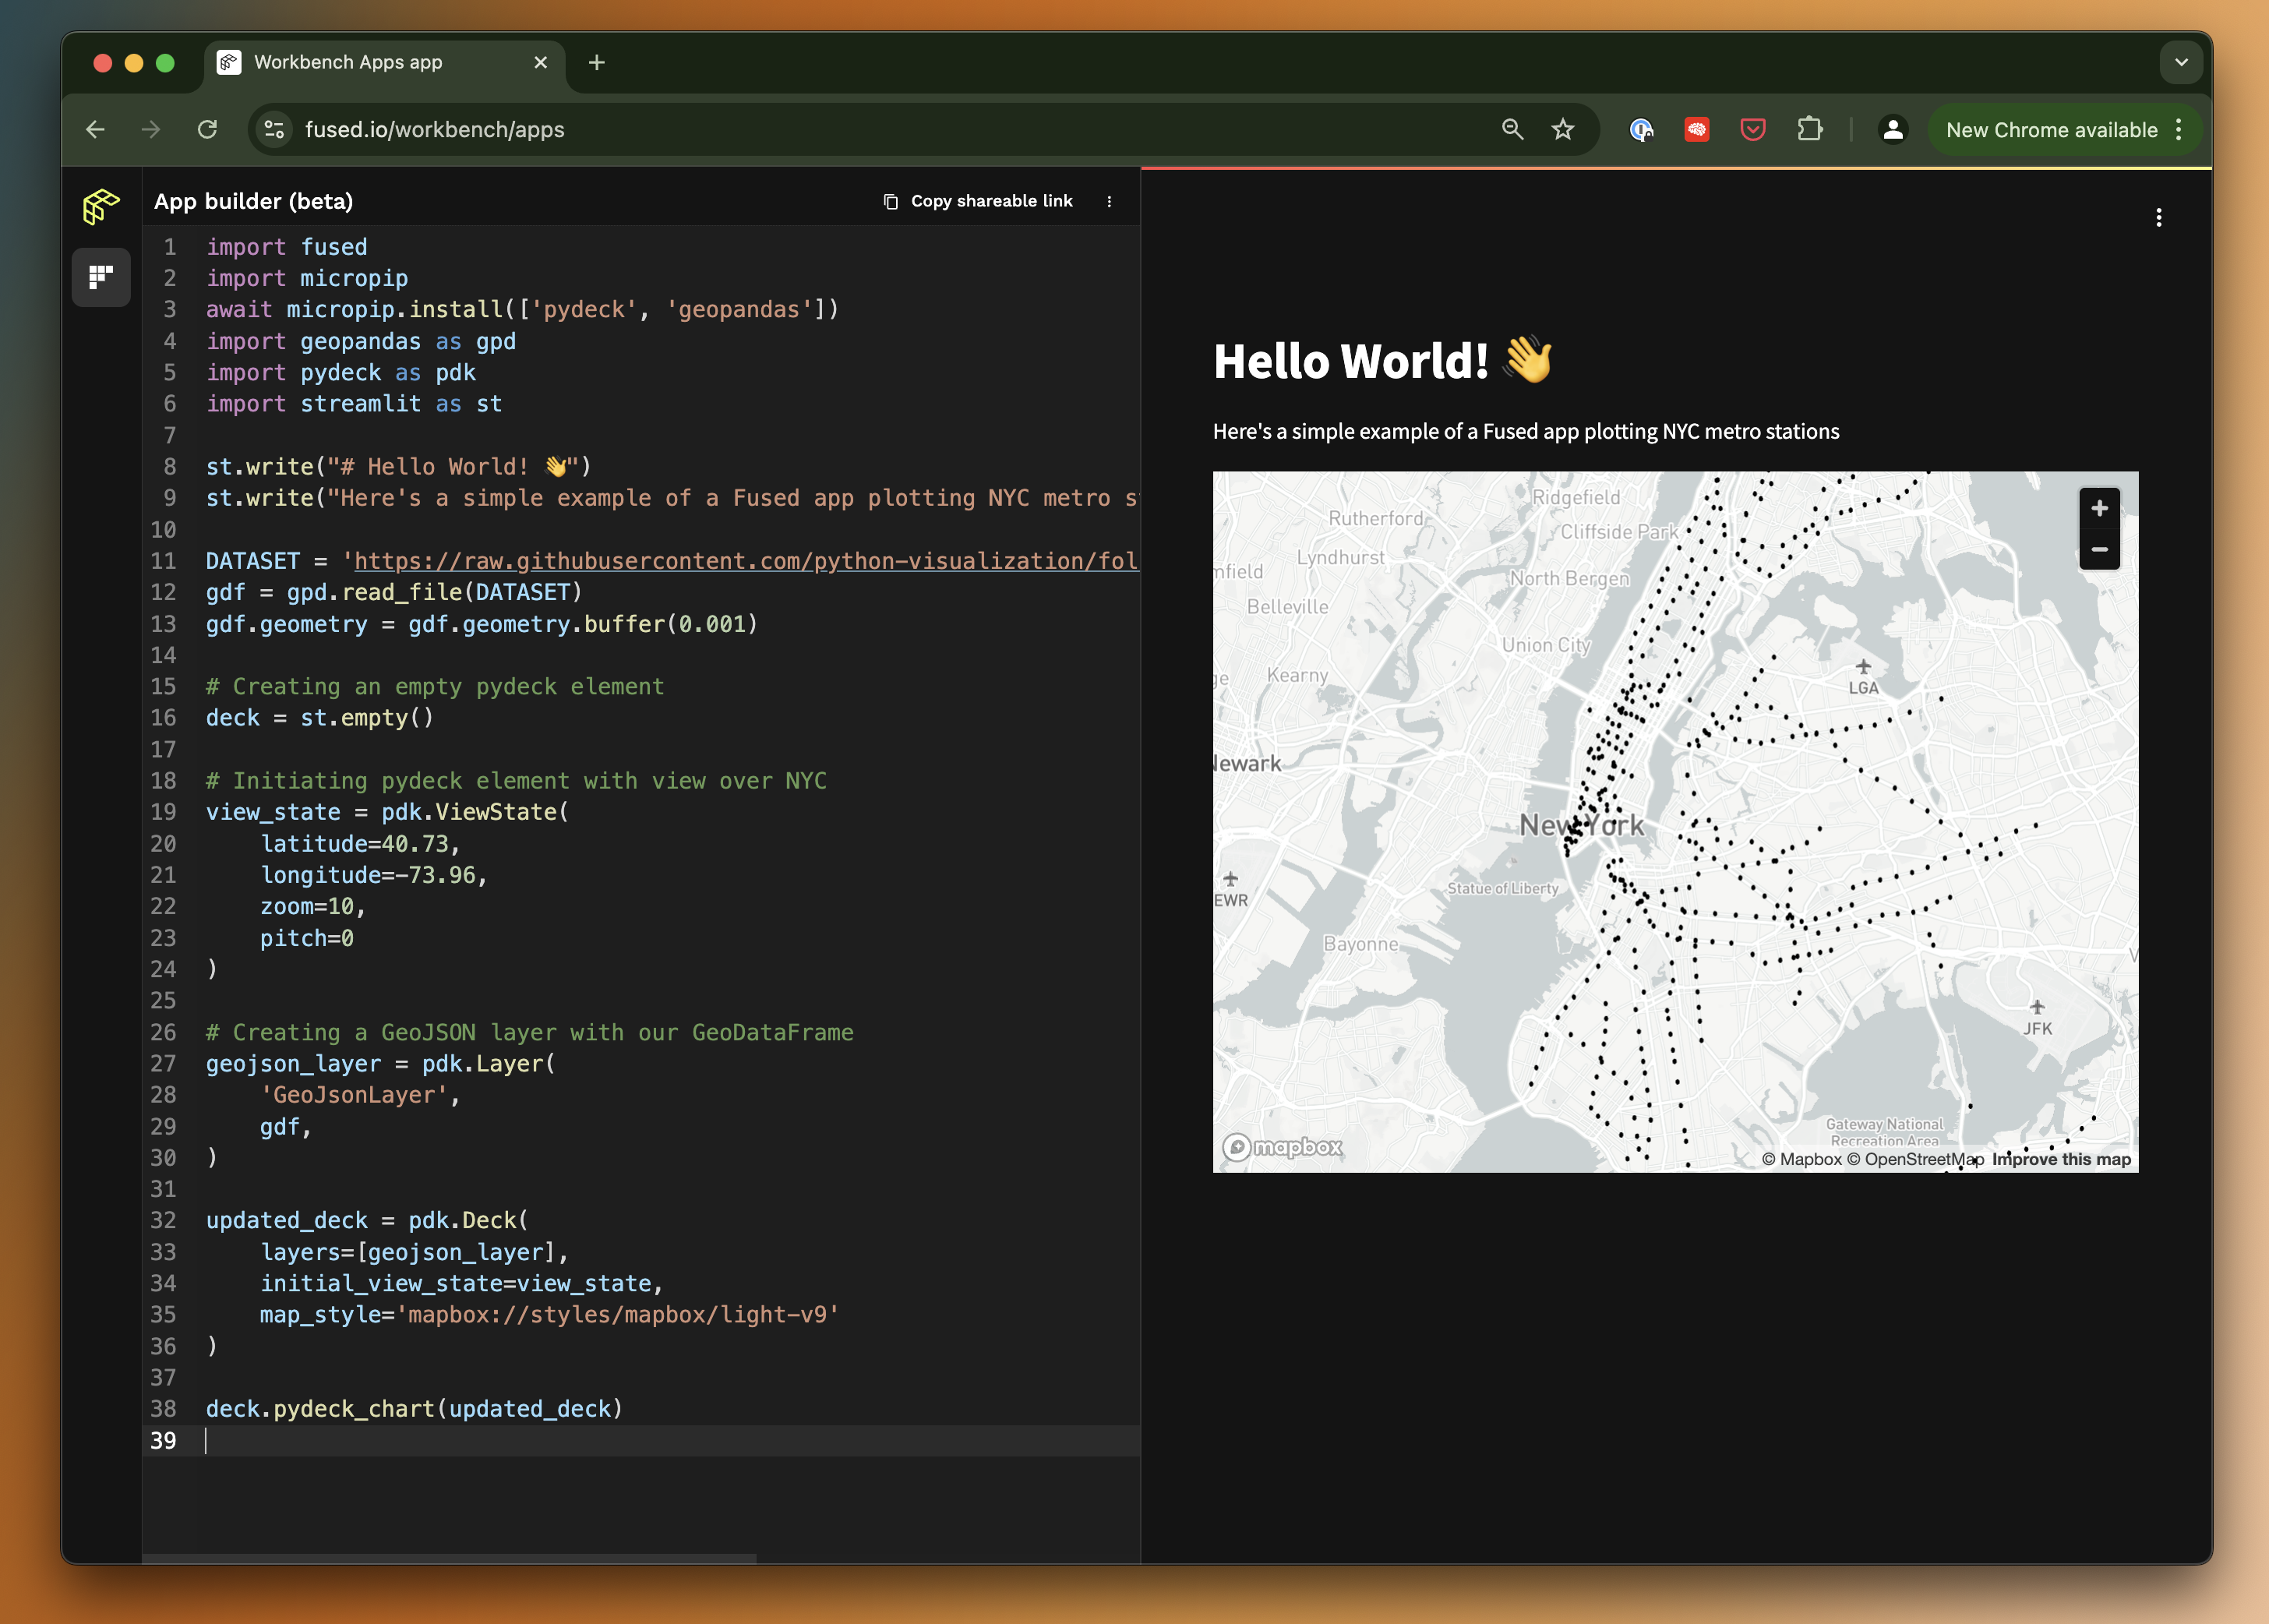 Workbench Apps app
fused.io/workbench/apps
New Chrome available
App builder (beta)
Copy shareable link
1 import fused
2 import micropip
3 await micropip.install(['pydeck', 'geopandas'])
4 import geopandas as gpd
5 import pydeck as pdk
6 import streamlit as st
7
8 st.write("# Hello World! 👋")
9 st.write("Here's a simple example of a Fused app plotting NYC metro s
10
11 DATASET = 'https://raw.githubusercontent.com/python-visualization/fol
12 gdf = gpd.read_file(DATASET)
13 gdf.geometry = gdf.geometry.buffer(0.001)
14
15 # Creating an empty pydeck element
16 deck = st.empty()
17
18 # Initiating pydeck element with view over NYC
19 view_state = pdk.ViewState(
20     latitude=40.73,
21     longitude=-73.96,
22     zoom=10,
23     pitch=0
24 )
25
26 # Creating a GeoJSON layer with our GeoDataFrame
27 geojson_layer = pdk.Layer(
28     'GeoJsonLayer',
29     gdf,
30 )
31
32 updated_deck = pdk.Deck(
33     layers=[geojson_layer],
34     initial_view_state=view_state,
35     map_style='mapbox://styles/mapbox/light-v9'
36 )
37
38 deck.pydeck_chart(updated_deck)
39
Hello World! 👋
Here's a simple example of a Fused app plotting NYC metro stations
Ridgefield
Rutherford
Cliffside Park
Lyndhurst
nfield
North Bergen
Belleville
Union City
ge
Kearny
LGA
Newark
New York
Statue of Liberty
EWR
Bayonne
JFK
Gateway National
Recreation Area
mapbox
© Mapbox © OpenStreetMap Improve this map